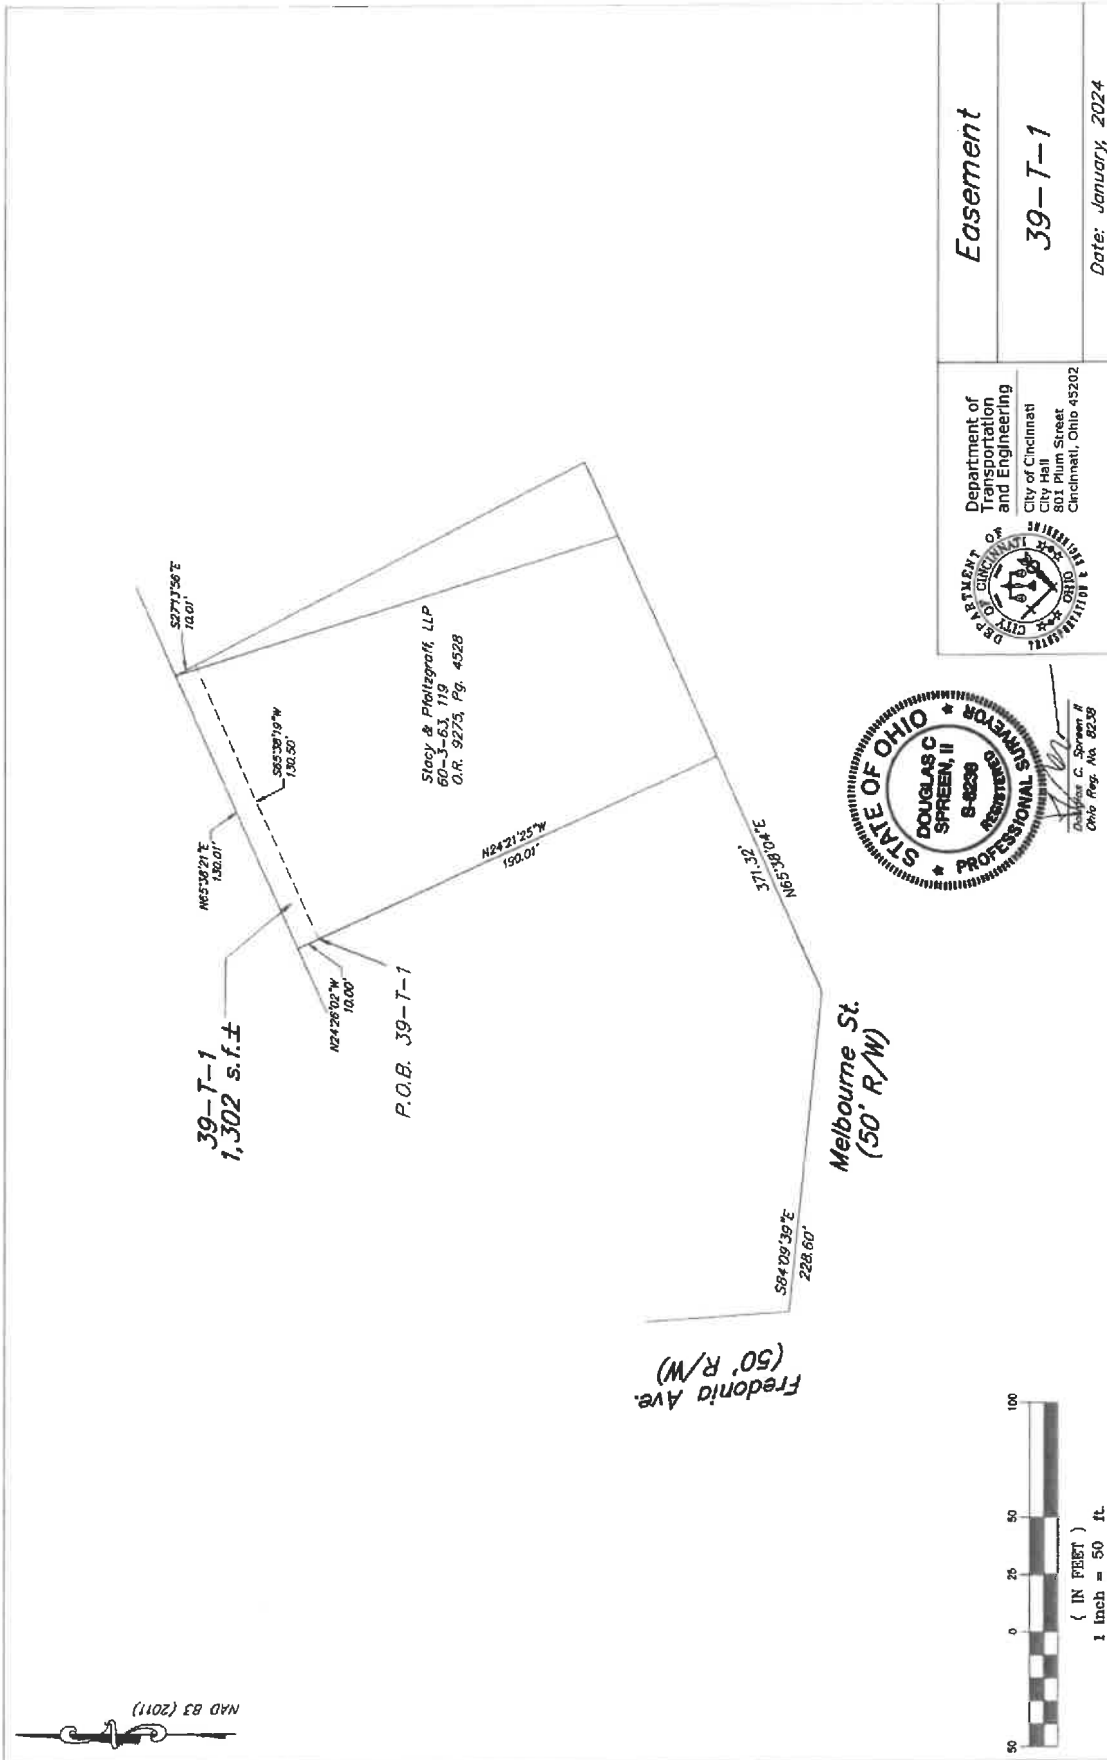 NAD 83 (2011)
39-T-1
1,302 s.f.±
N65°38'21"E
130.01'
S27°13'56"E
10.01'
S65°38'19"W
130.50'
N24°26'02"W
10.00'
P.O.B. 39-T-1
Stacy & Pfaltzgraff, LLP
60-3-63, 119
O.R. 9275, Pg. 4528
N24°21'25"W
190.01'
371.32'
N65°38'04"E
Fredonia Ave.
(50' R/W)
S84°09'39"E
228.60'
Melbourne St.
(50' R/W)
50 0 25 50 100
( IN FEET )
1 inch = 50 ft.
STATE OF OHIO
DOUGLAS C
SPREEN, II
S-8238
REGISTERED
PROFESSIONAL SURVEYOR
Douglas C. Spreen II
Ohio Reg. No. 8238
DEPARTMENT OF
TRANSPORTATION & ENGINEERING
CITY OF CINCINNATI
OHIO
Department of
Transportation
and Engineering
City of Cincinnati
City Hall
801 Plum Street
Cincinnati, Ohio 45202
Easement
39-T-1
Date: January, 2024